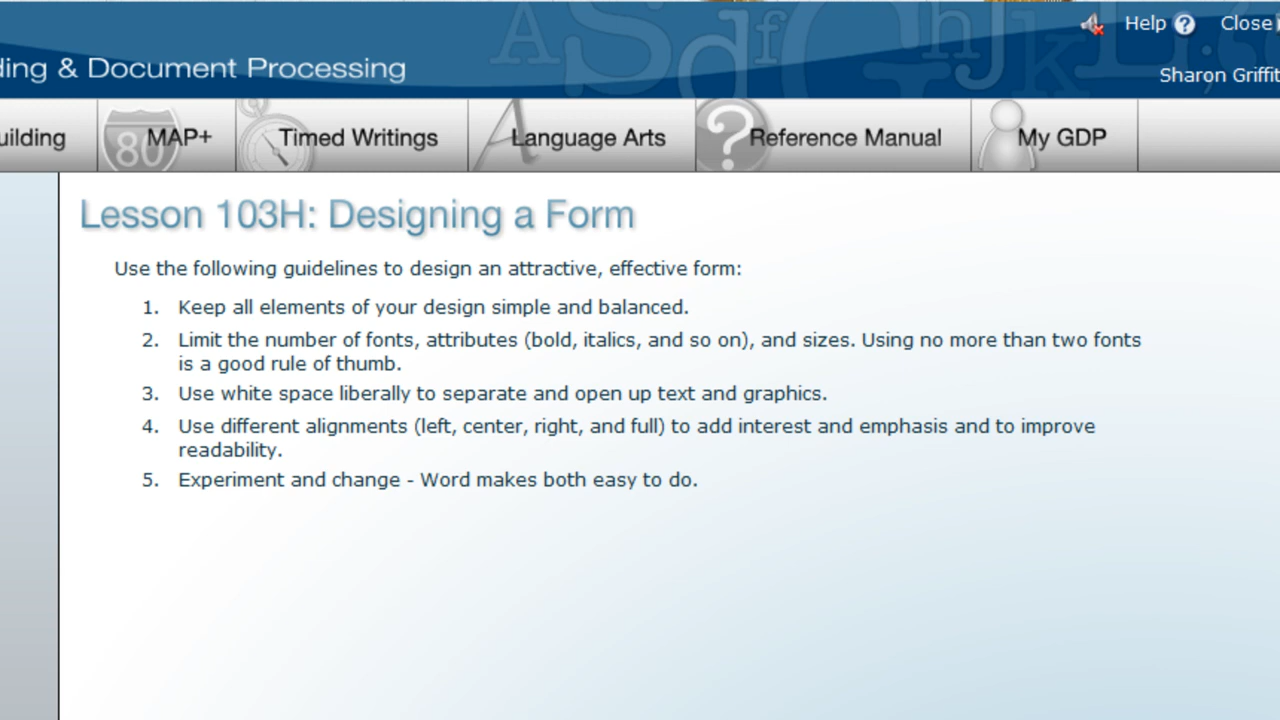 Help ? Close
ding & Document Processing
Sharon Griffit
uilding MAP+ Timed Writings Language Arts Reference Manual My GDP
Lesson 103H: Designing a Form
Use the following guidelines to design an attractive, effective form:
1. Keep all elements of your design simple and balanced.
2. Limit the number of fonts, attributes (bold, italics, and so on), and sizes. Using no more than two fonts
is a good rule of thumb.
3. Use white space liberally to separate and open up text and graphics.
4. Use different alignments (left, center, right, and full) to add interest and emphasis and to improve
readability.
5. Experiment and change - Word makes both easy to do.